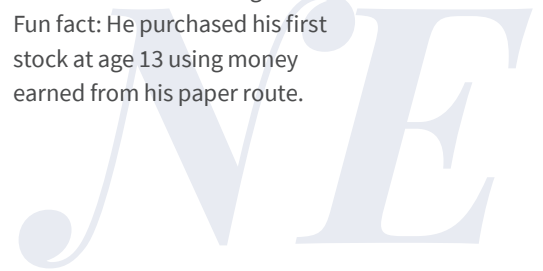 Fun fact: He purchased his first
stock at age 13 using money
earned from his paper route.
NE